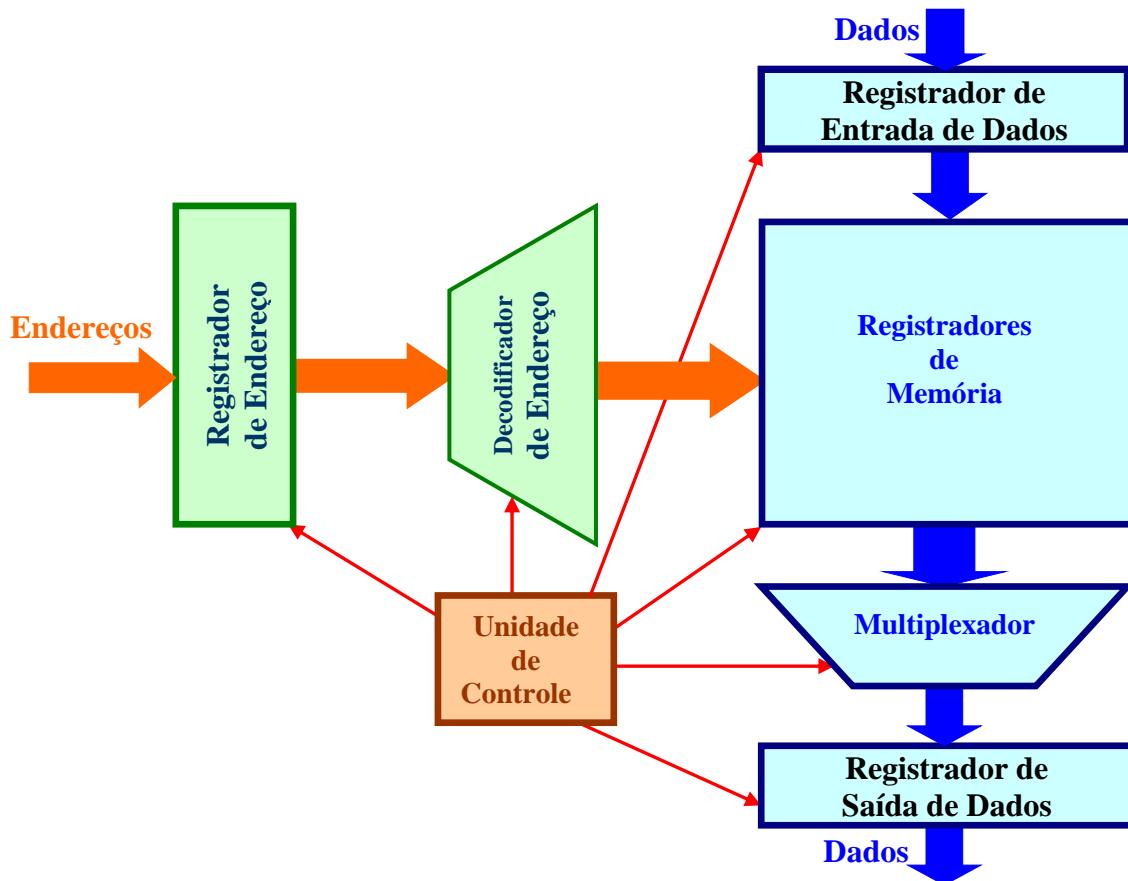 Dados
Registrador de
Entrada de Dados
Endereços
Registrador
de Endereço
Decodificador
de Endereço
Registradores
de
Memória
Unidade
de
Controle
Multiplexador
Registrador de
Saída de Dados
Dados